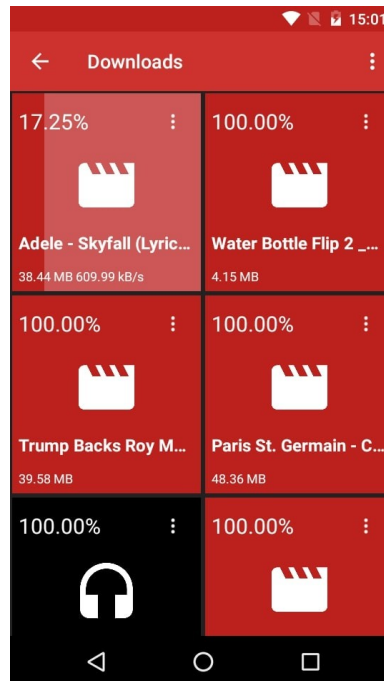 15:01
Downloads
17.25%
100.00%
Adele - Skyfall (Lyric...
Water Bottle Flip 2 _...
38.44 MB 609.99 kB/s
4.15 MB
100.00%
100.00%
Trump Backs Roy M...
Paris St. Germain - C...
39.58 MB
48.36 MB
100.00%
100.00%